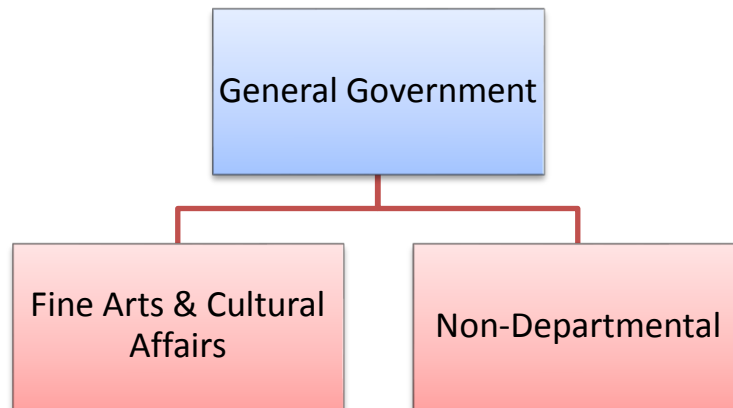 General Government
Fine Arts & Cultural
Affairs
Non-Departmental